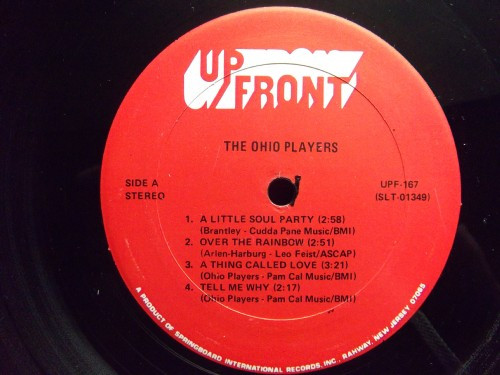 UP FRONT
THE OHIO PLAYERS
SIDE A
STEREO
UPF-167
(SLT-01349)
1. A LITTLE SOUL PARTY (2:58)
(Brantley - Cudda Pane Music/BMI)
2. OVER THE RAINBOW (2:51)
(Arlen-Harburg - Leo Feist/ASCAP)
3. A THING CALLED LOVE (3:21)
(Ohio Players - Pam Cal Music/BMI)
4. TELL ME WHY (2:17)
(Ohio Players - Pam Cal Music/BMI)
A PRODUCT OF SPRINGBOARD INTERNATIONAL RECORDS, INC., RAHWAY, NEW JERSEY 07065